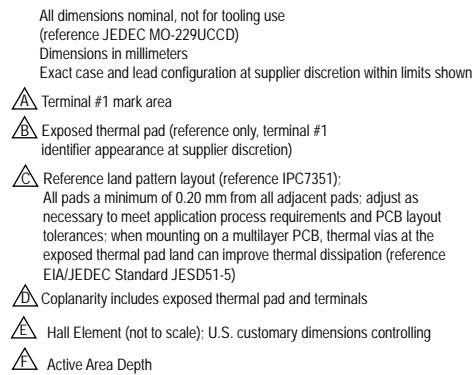 All dimensions nominal, not for tooling use
(reference JEDEC MO-229UCCD)
Dimensions in millimeters
Exact case and lead configuration at supplier discretion within limits shown
A Terminal #1 mark area
B Exposed thermal pad (reference only, terminal #1
identifier appearance at supplier discretion)
C Reference land pattern layout (reference IPC7351);
All pads a minimum of 0.20 mm from all adjacent pads; adjust as
necessary to meet application process requirements and PCB layout
tolerances; when mounting on a multilayer PCB, thermal vias at the
exposed thermal pad land can improve thermal dissipation (reference
EIA/JEDEC Standard JESD51-5)
D Coplanarity includes exposed thermal pad and terminals
E Hall Element (not to scale); U.S. customary dimensions controlling
F Active Area Depth